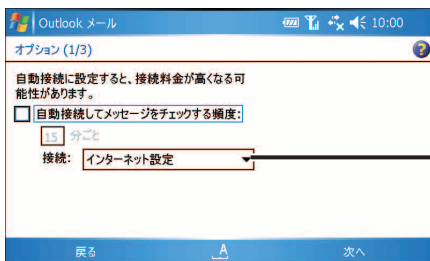 Outlook メール 10:00
オプション (1/3)
自動接続に設定すると、接続料金が高くなる可
能性があります。
自動接続してメッセージをチェックする頻度:
15 分ごと
接続: インターネット設定
戻る A 次へ